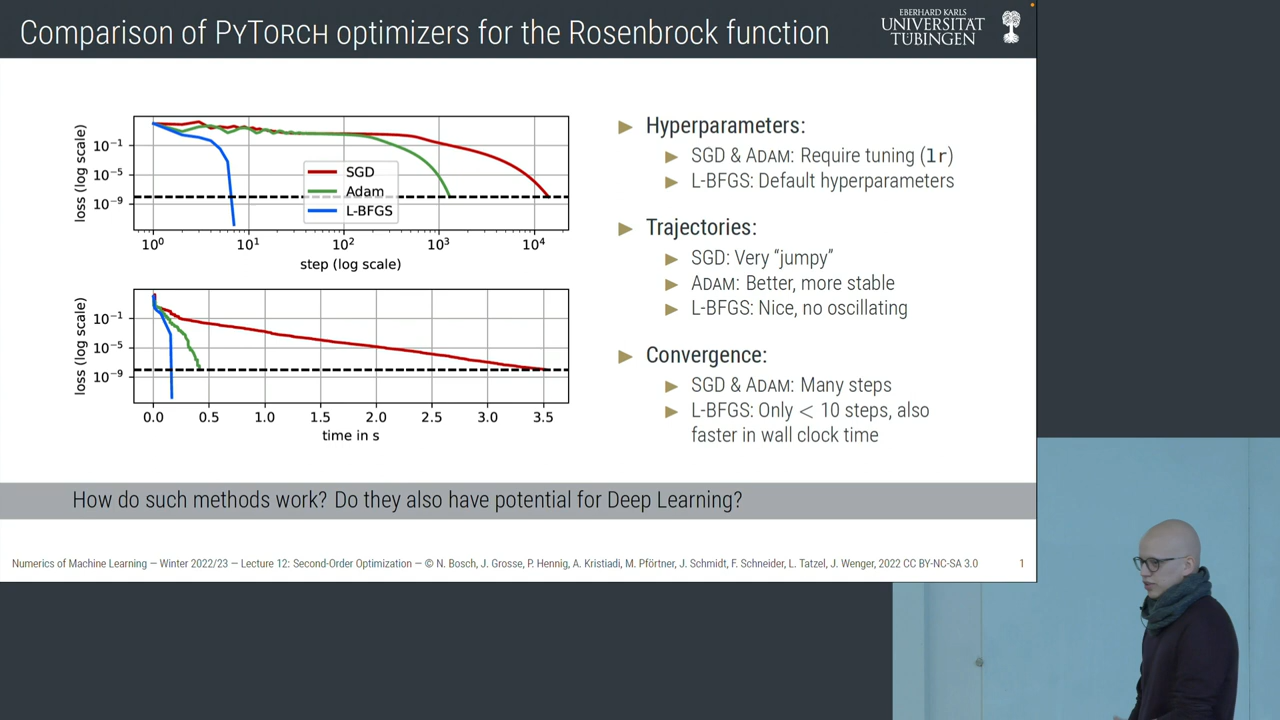 Comparison of PYTORCH optimizers for the Rosenbrock function
EBERHARD KARLS
UNIVERSITÄT
TÜBINGEN
loss (log scale)
10⁻¹
10⁻⁵
10⁻⁹
SGD
Adam
L-BFGS
10⁰ 10¹ 10² 10³ 10⁴
step (log scale)
loss (log scale)
10⁻¹
10⁻⁵
10⁻⁹
0.0 0.5 1.0 1.5 2.0 2.5 3.0 3.5
time in s
Hyperparameters:
SGD & ADAM: Require tuning (lr)
L-BFGS: Default hyperparameters
Trajectories:
SGD: Very “jumpy”
ADAM: Better, more stable
L-BFGS: Nice, no oscillating
Convergence:
SGD & ADAM: Many steps
L-BFGS: Only < 10 steps, also
faster in wall clock time
How do such methods work? Do they also have potential for Deep Learning?
Numerics of Machine Learning — Winter 2022/23 — Lecture 12: Second-Order Optimization — © N. Bosch, J. Grosse, P. Hennig, A. Kristiadi, M. Pförtner, J. Schmidt, F. Schneider, L. Tatzel, J. Wenger, 2022 CC BY-NC-SA 3.0 1